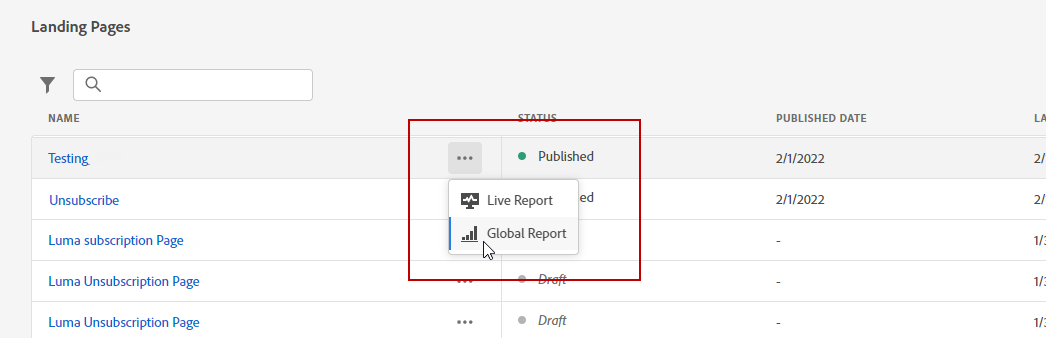 Landing Pages
NAME STATUS PUBLISHED DATE LA
Testing ••• Published 2/1/2022 2/
Unsubscribe ed 2/1/2022 2/
Live Report
Luma subscription Page - 1/3
Global Report
Luma Unsubscription Page ••• Draft - 1/3
Luma Unsubscription Page ••• Draft - 1/3